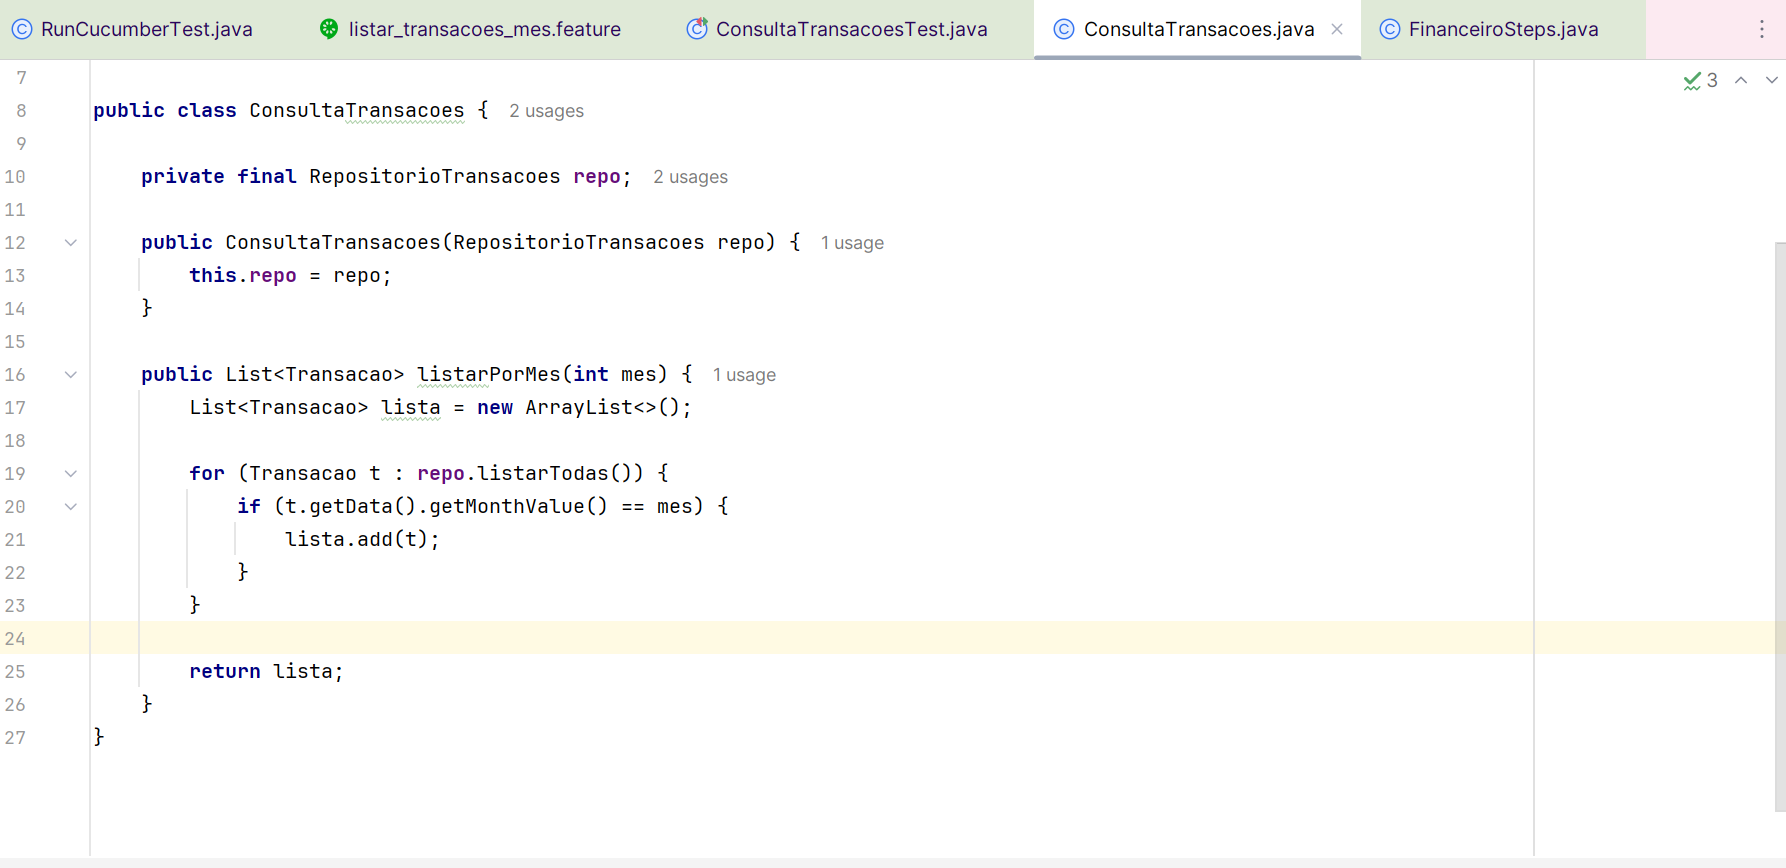 RunCucumberTest.java listar_transacoes_mes.feature ConsultaTransacoesTest.java ConsultaTransacoes.java FinanceiroSteps.java
7 3
8 public class ConsultaTransacoes { 2 usages
9
10 private final RepositorioTransacoes repo; 2 usages
11
12 public ConsultaTransacoes(RepositorioTransacoes repo) { 1 usage
13 this.repo = repo;
14 }
15
16 public List<Transacao> listarPorMes(int mes) { 1 usage
17 List<Transacao> lista = new ArrayList<>();
18
19 for (Transacao t : repo.listarTodas()) {
20 if (t.getData().getMonthValue() == mes) {
21 lista.add(t);
22 }
23 }
24
25 return lista;
26 }
27 }